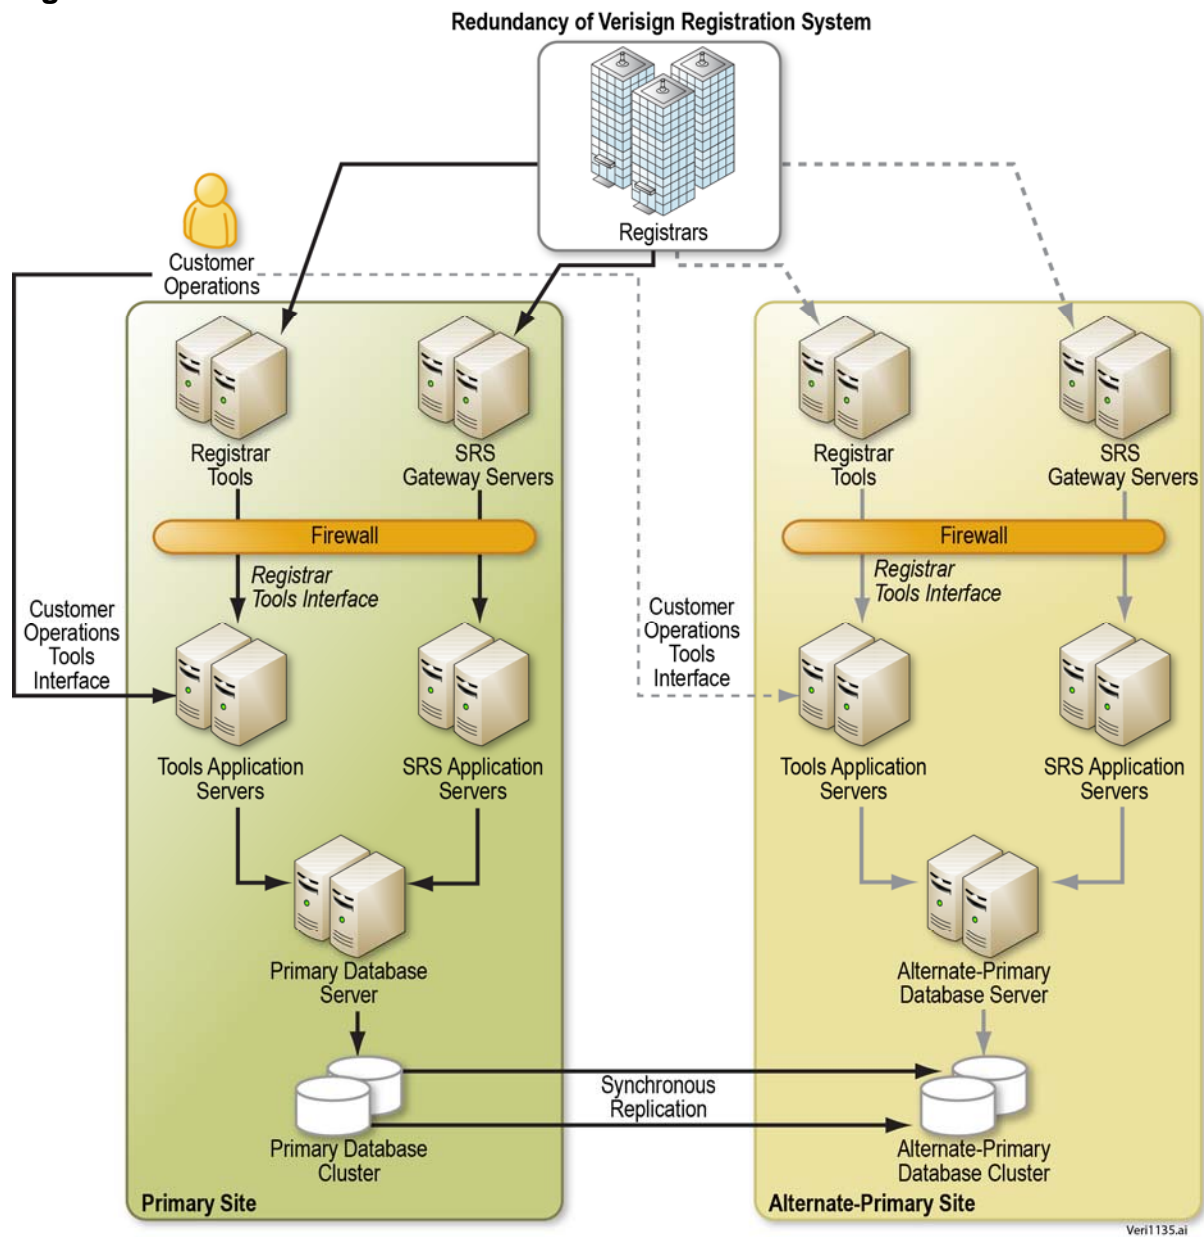 Redundancy of Verisign Registration System
Registrars
Customer
Operations
Registrar
Tools
SRS
Gateway Servers
Firewall
Registrar
Tools Interface
Customer
Operations
Tools
Interface
Tools Application
Servers
SRS Application
Servers
Primary Database
Server
Primary Database
Cluster
Primary Site
Synchronous
Replication
Customer
Operations
Tools
Interface
Registrar
Tools
SRS
Gateway Servers
Firewall
Registrar
Tools Interface
Tools Application
Servers
SRS Application
Servers
Alternate-Primary
Database Server
Alternate-Primary
Database Cluster
Alternate-Primary Site
Veri1135.ai